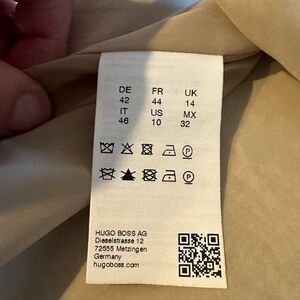 DE FR UK
42 44 14
IT US MX
46 10 32
P
P
HUGO BOSS AG
Dieselstrasse 12
72555 Metzingen
Germany
hugoboss.com